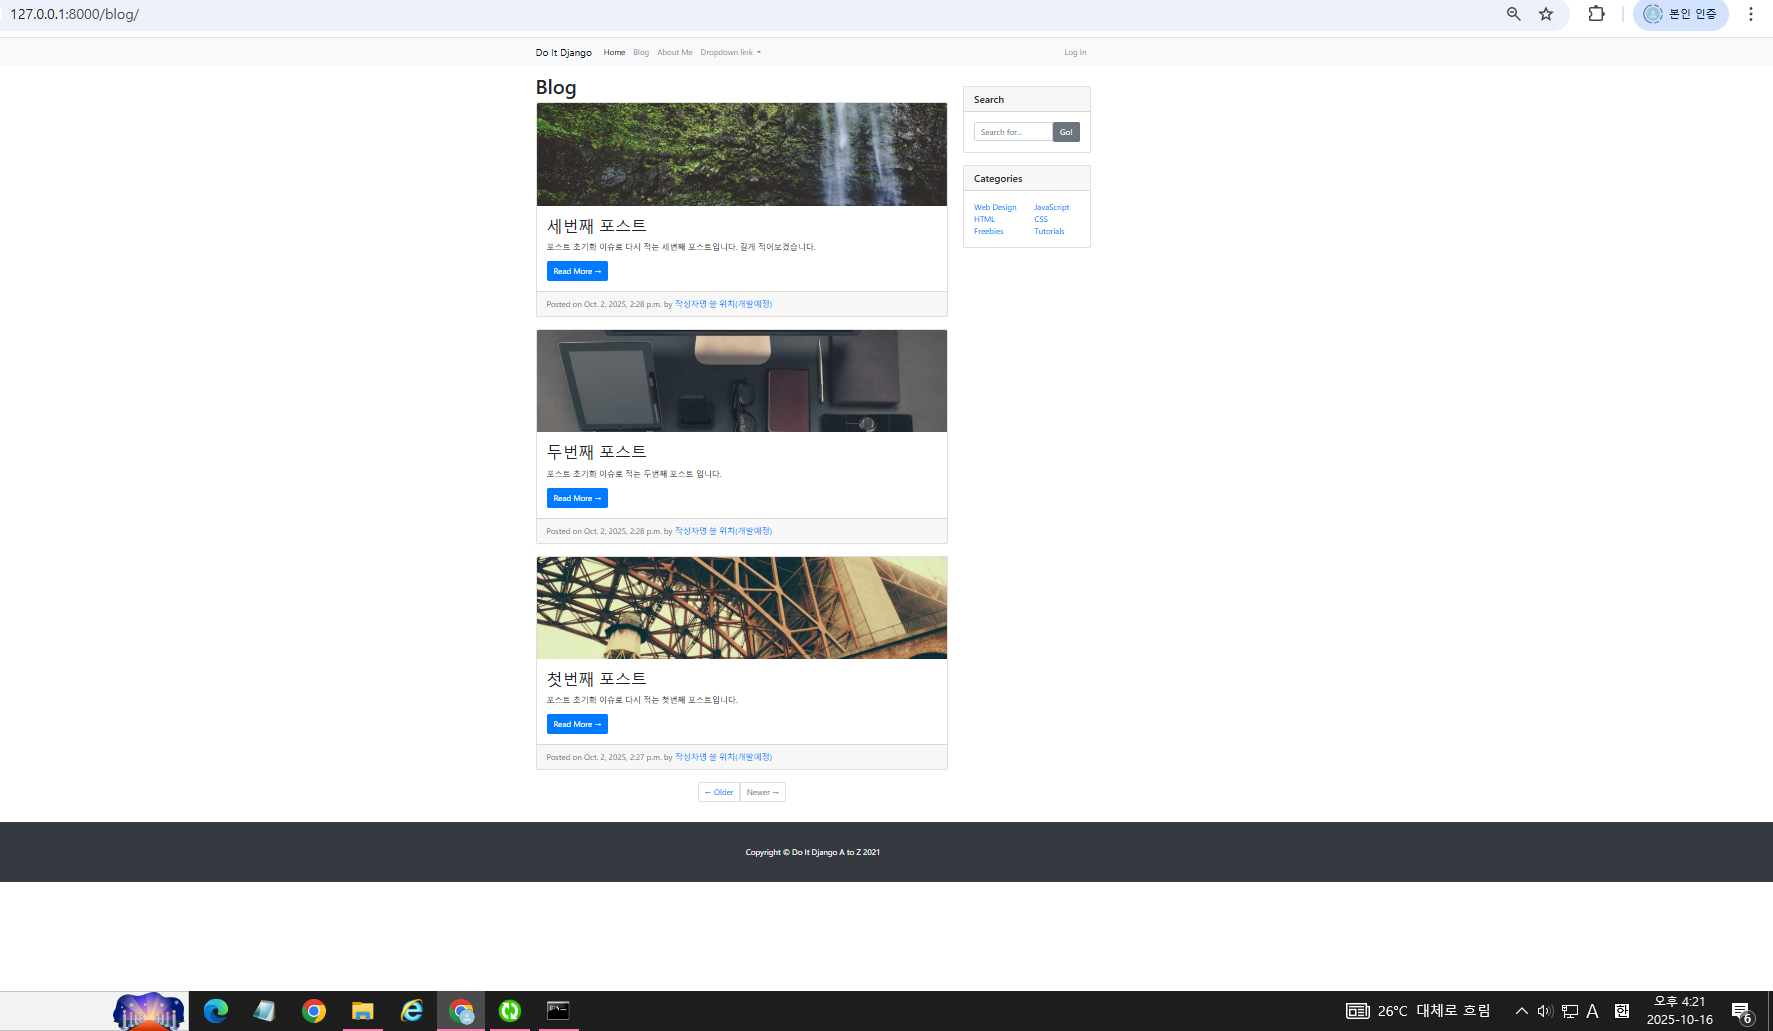 127.0.0.1:8000/blog/
본인 인증
Do It Django Home Blog About Me Dropdown link Log In
Blog
세번째 포스트
포스트 초기화 이슈로 다시 적는 세번째 포스트입니다. 길게 적어보겠습니다.
Read More →
Posted on Oct. 2, 2025, 2:28 p.m. by 작성자명 쓸 위치(개발예정)
두번째 포스트
포스트 초기화 이슈로 적는 두번째 포스트 입니다.
Read More →
Posted on Oct. 2, 2025, 2:28 p.m. by 작성자명 쓸 위치(개발예정)
첫번째 포스트
포스트 초기화 이슈로 다시 적는 첫번째 포스트입니다.
Read More →
Posted on Oct. 2, 2025, 2:27 p.m. by 작성자명 쓸 위치(개발예정)
← Older Newer →
Search
Search for... Go!
Categories
Web Design JavaScript
HTML CSS
Freebies Tutorials
Copyright © Do It Django A to Z 2021
26°C 대체로 흐림
A 한
오후 4:21
2025-10-16
6